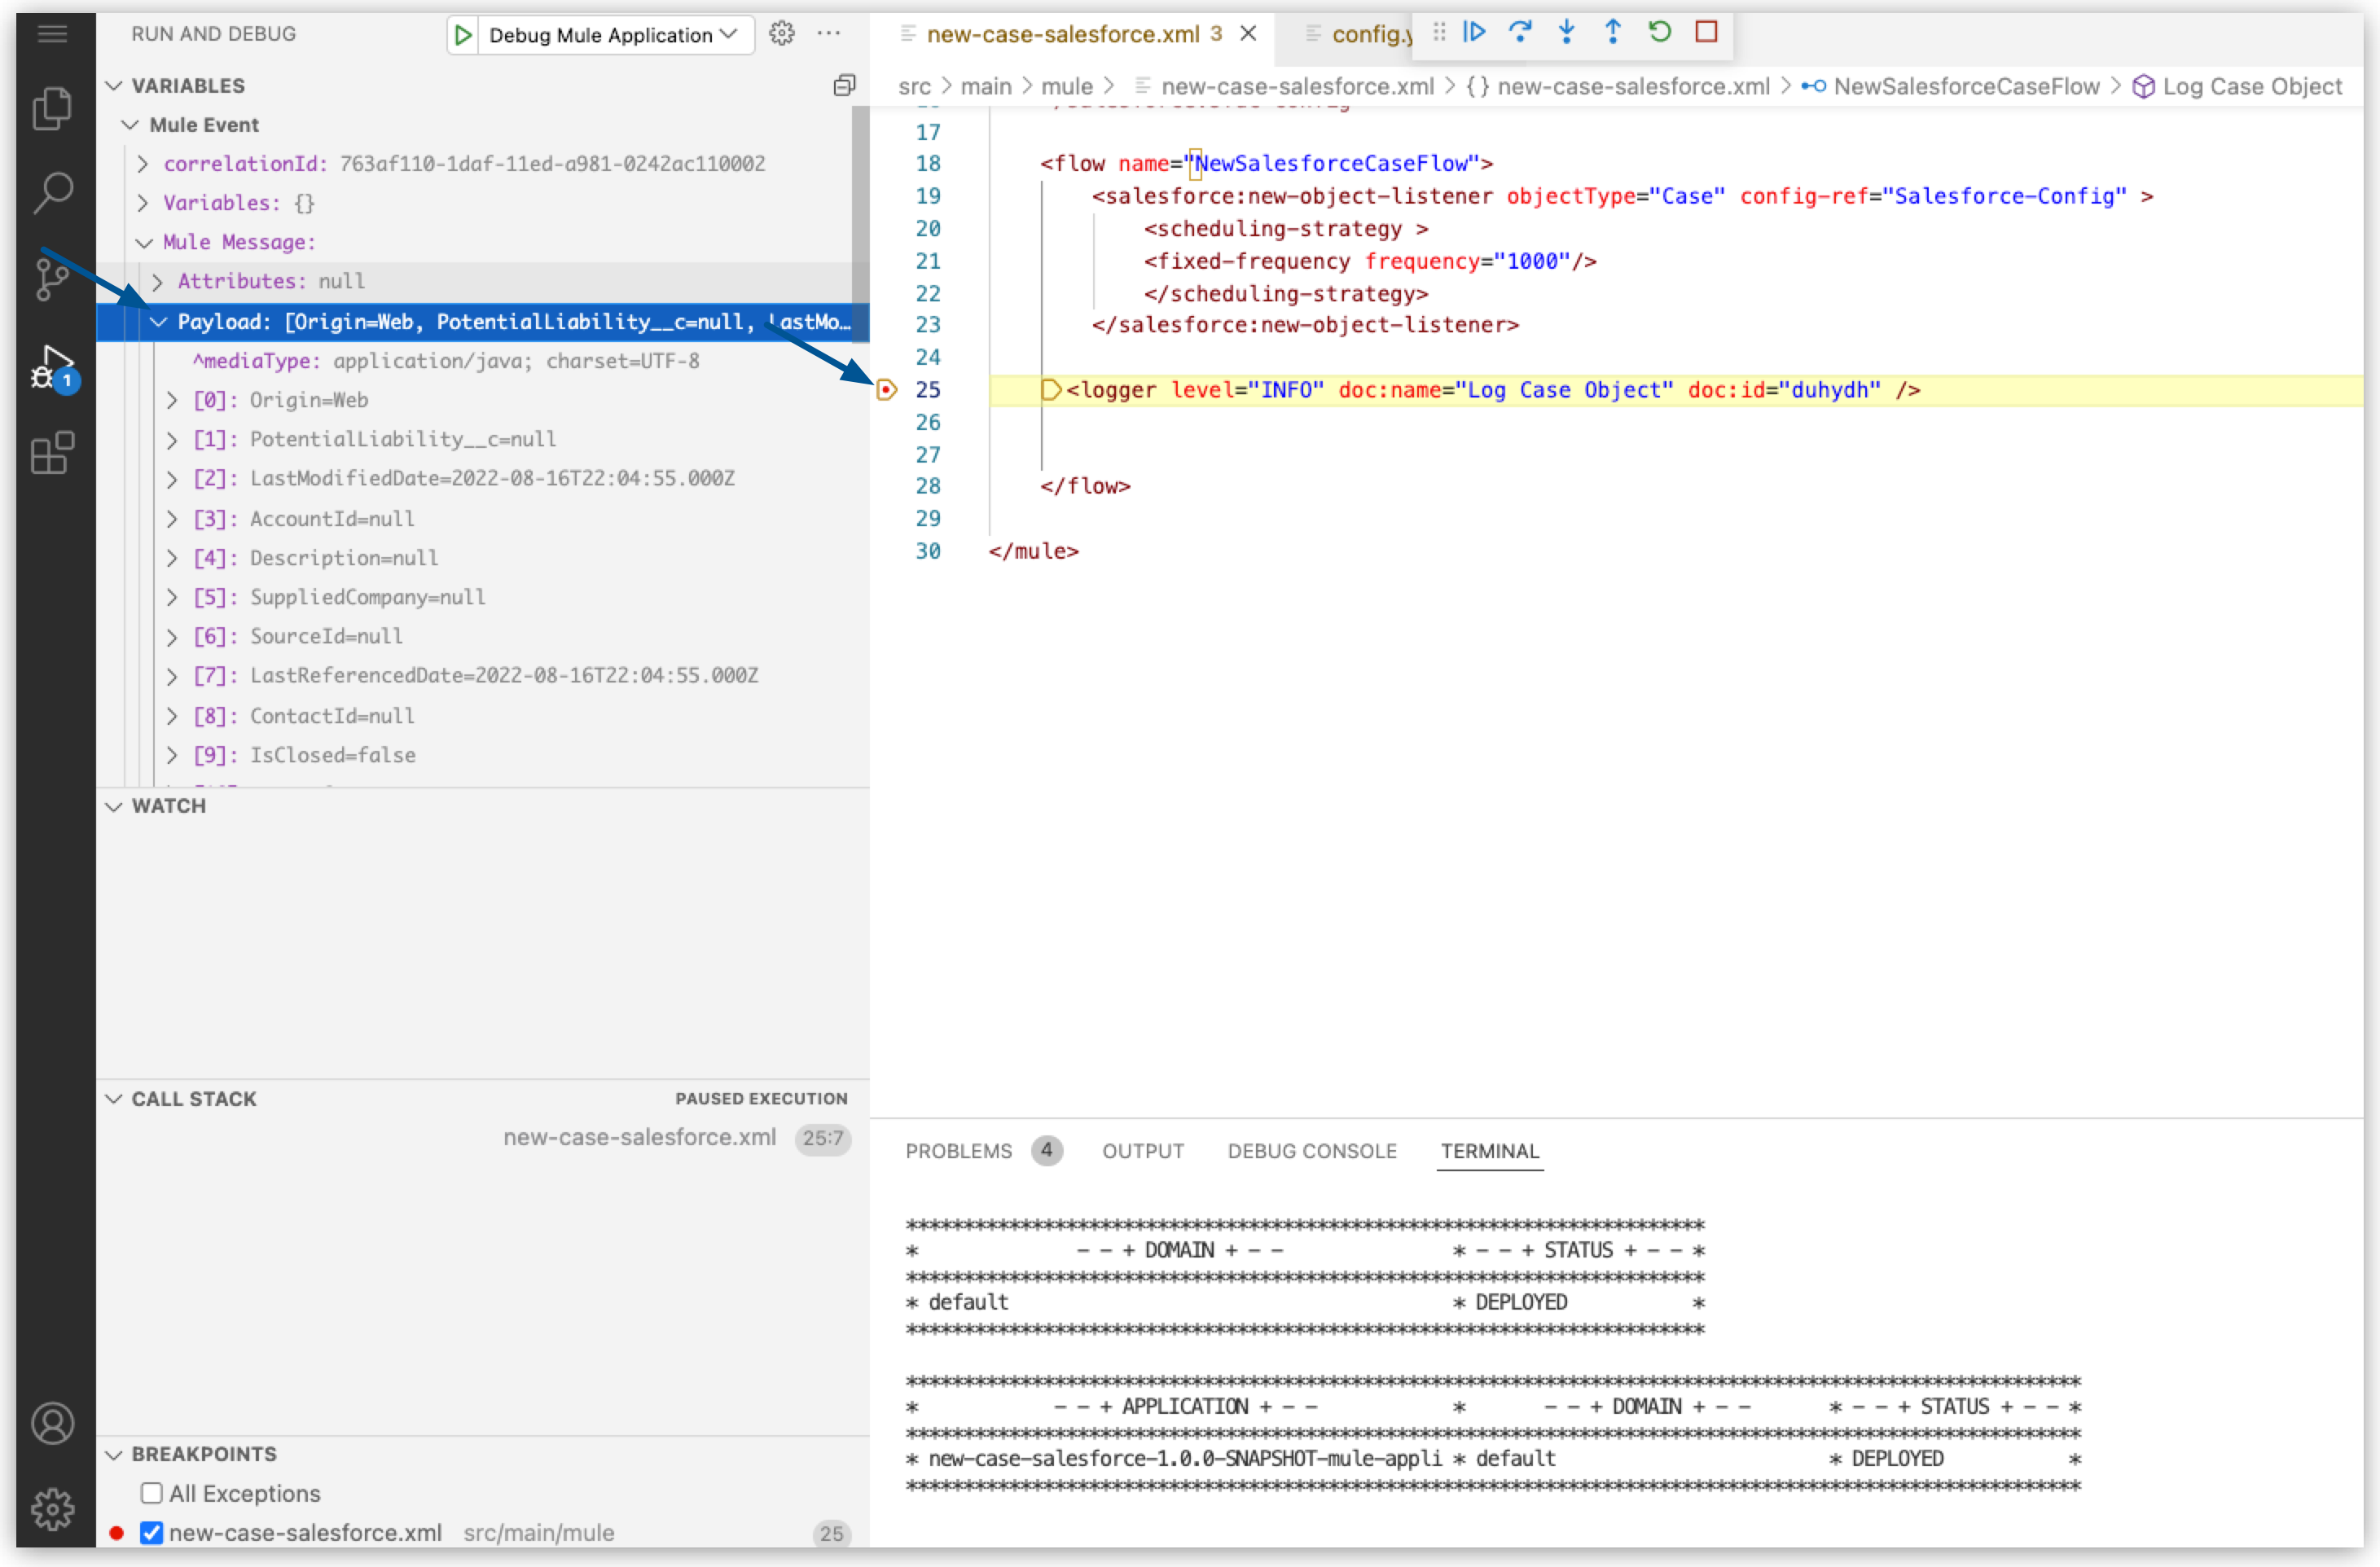 RUN AND DEBUG
Debug Mule Application
VARIABLES
Mule Event
correlationId: 763af110-1daf-11ed-a981-0242ac110002
Variables: {}
Mule Message:
Attributes: null
Payload: [Origin=Web, PotentialLiability__c=null, LastMo…
^mediaType: application/java; charset=UTF-8
[0]: Origin=Web
[1]: PotentialLiability__c=null
[2]: LastModifiedDate=2022-08-16T22:04:55.000Z
[3]: AccountId=null
[4]: Description=null
[5]: SuppliedCompany=null
[6]: SourceId=null
[7]: LastReferencedDate=2022-08-16T22:04:55.000Z
[8]: ContactId=null
[9]: IsClosed=false
WATCH
CALL STACK PAUSED EXECUTION
new-case-salesforce.xml 25:7
BREAKPOINTS
All Exceptions
new-case-salesforce.xml src/main/mule 25
1
new-case-salesforce.xml 3 config.y
src > main > mule > new-case-salesforce.xml > {} new-case-salesforce.xml > NewSalesforceCaseFlow > Log Case Object
17
18 <flow name="NewSalesforceCaseFlow">
19 <salesforce:new-object-listener objectType="Case" config-ref="Salesforce-Config" >
20 <scheduling-strategy >
21 <fixed-frequency frequency="1000"/>
22 </scheduling-strategy>
23 </salesforce:new-object-listener>
24
25 <logger level="INFO" doc:name="Log Case Object" doc:id="duhydh" />
26
27
28 </flow>
29
30 </mule>
PROBLEMS 4 OUTPUT DEBUG CONSOLE TERMINAL
**********************************************************************
* - - + DOMAIN + - - * - - + STATUS + - - *
**********************************************************************
* default * DEPLOYED *
**********************************************************************
*******************************************************************************************************
* - - + APPLICATION + - - * - - + DOMAIN + - - * - - + STATUS + - - *
*******************************************************************************************************
* new-case-salesforce-1.0.0-SNAPSHOT-mule-appli * default * DEPLOYED *
*******************************************************************************************************